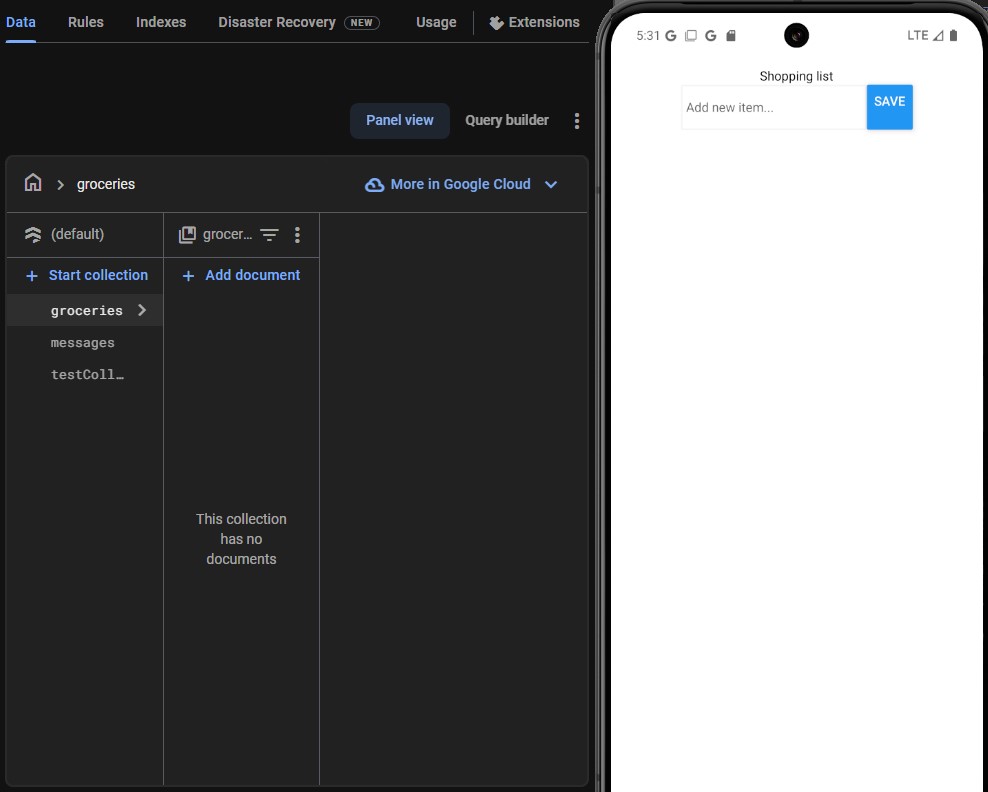 Data Rules Indexes Disaster Recovery NEW Usage Extensions
Panel view Query builder
groceries More in Google Cloud
(default) grocer...
+ Start collection + Add document
groceries
messages
testColl…
This collection
has no
documents
5:31 G G LTE
Shopping list
Add new item...
SAVE